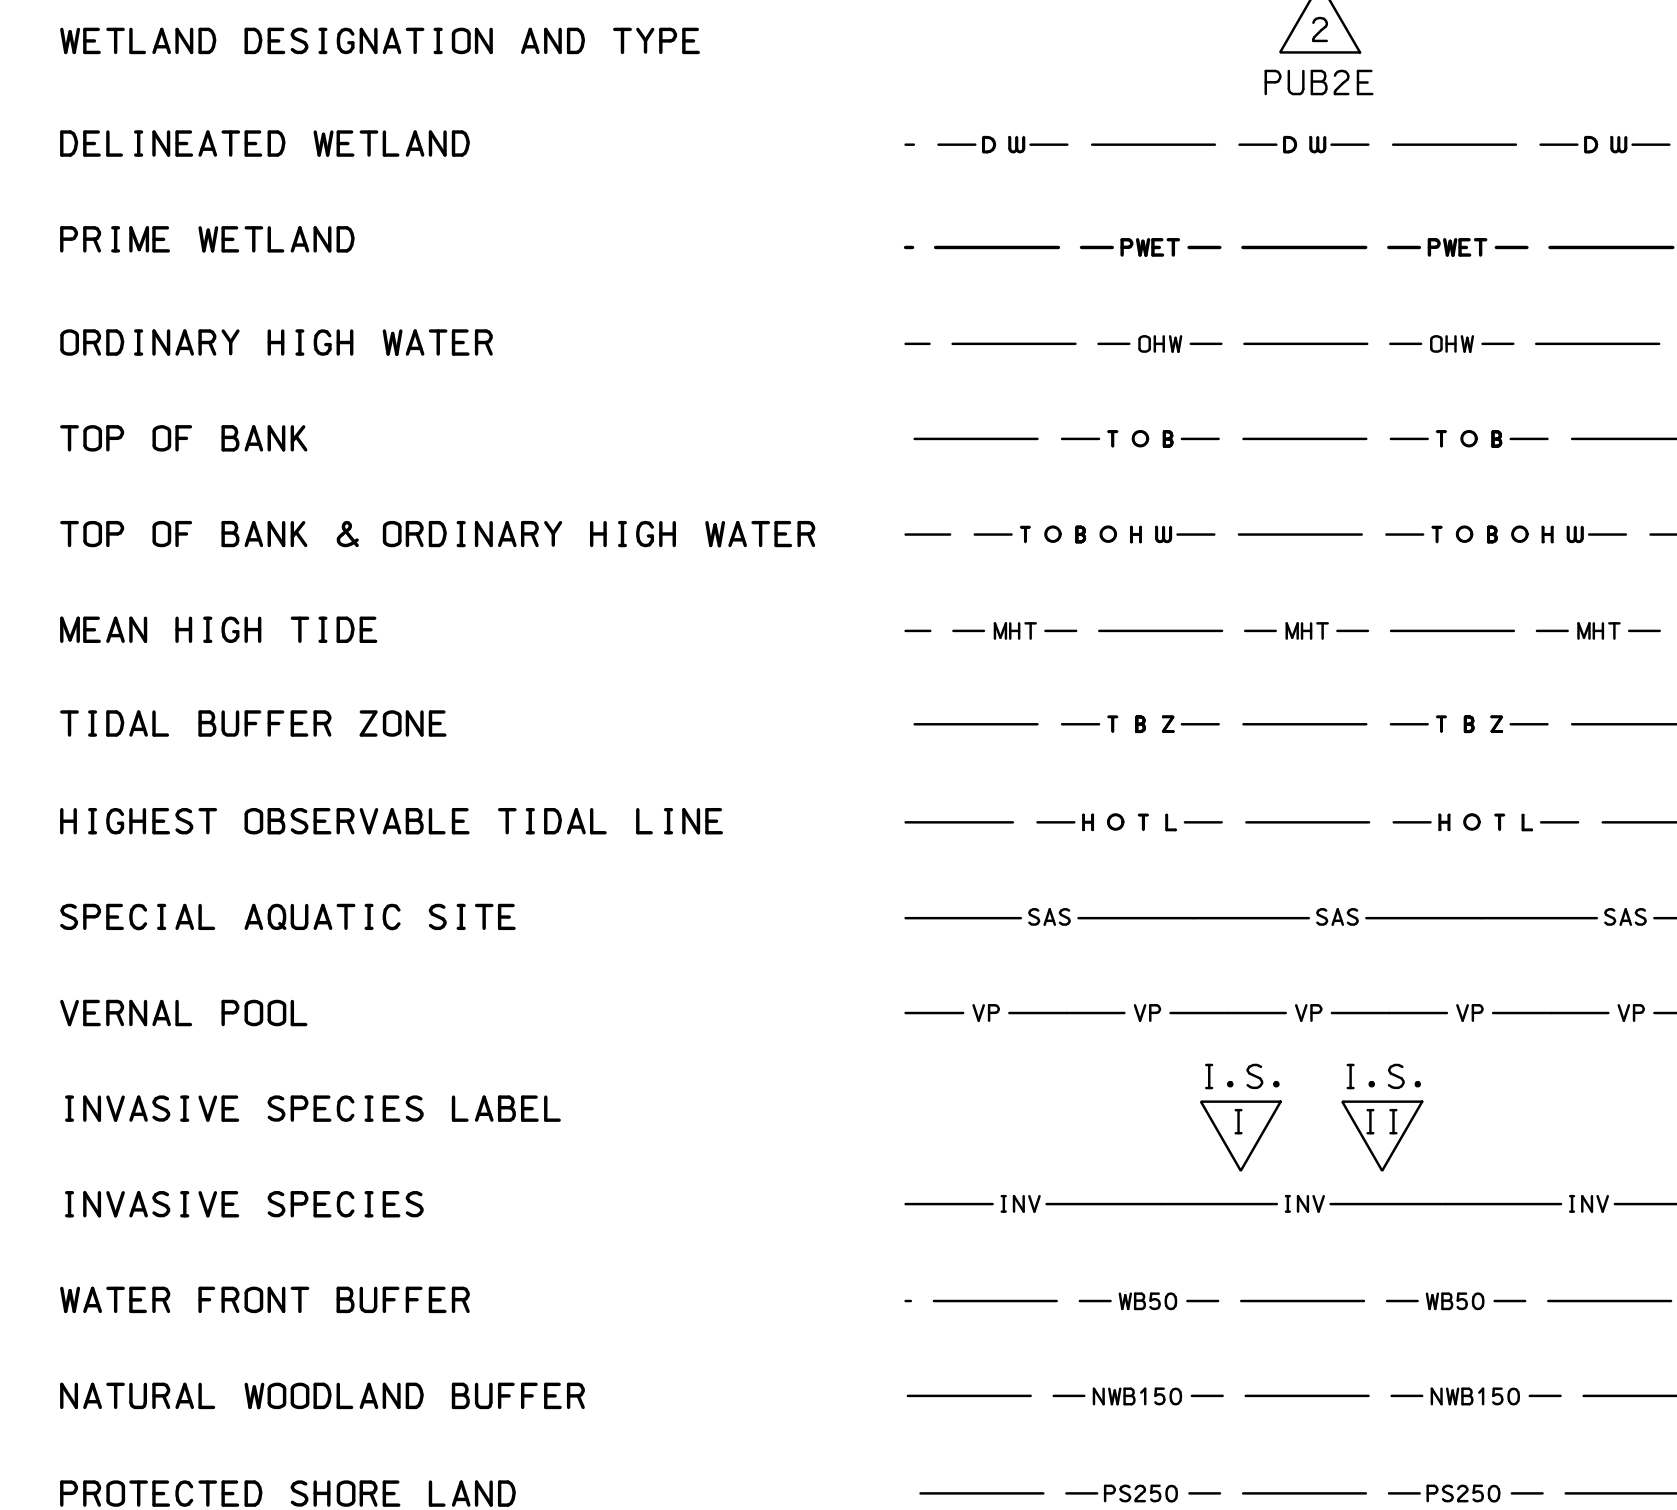 WETLAND DESIGNATION AND TYPE 2
PUB2E
DELINEATED WETLAND D W D W D W
PRIME WETLAND PWET PWET
ORDINARY HIGH WATER OHW OHW
TOP OF BANK T O B T O B
TOP OF BANK & ORDINARY HIGH WATER T O B O H W T O B O H W
MEAN HIGH TIDE MHT MHT MHT
TIDAL BUFFER ZONE T B Z T B Z
HIGHEST OBSERVABLE TIDAL LINE H O T L H O T L
SPECIAL AQUATIC SITE SAS SAS SAS
VERNAL POOL VP VP VP VP VP
I.S. I.S.
INVASIVE SPECIES LABEL I II
INVASIVE SPECIES INV INV INV
WATER FRONT BUFFER WB50 WB50
NATURAL WOODLAND BUFFER NWB150 NWB150
PROTECTED SHORE LAND PS250 PS250